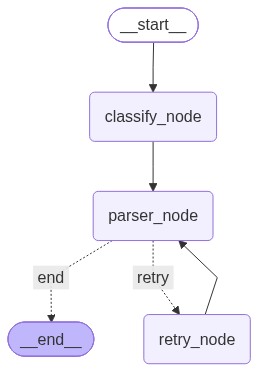 __start__
classify_node
parser_node
end
retry
__end__
retry_node